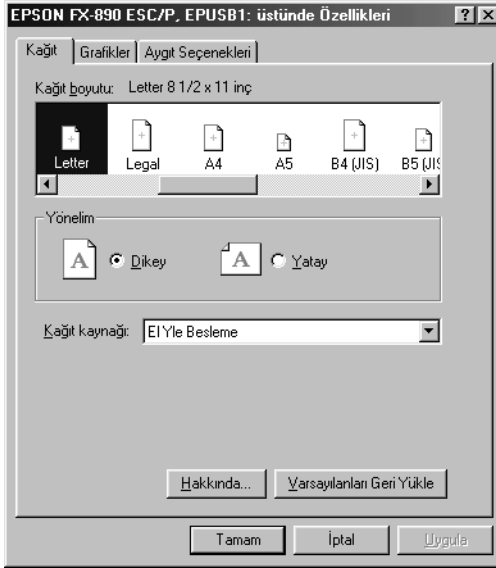 EPSON FX-890 ESC/P, EPUSB1: üstünde Özellikleri
Kağıt Grafikler Aygıt Seçenekleri
Kağıt boyutu: Letter 8 1/2 x 11 inç
Letter Legal A4 A5 B4 (JIS) B5 (JIS
Yönelim
A Dikey A Yatay
Kağıt kaynağı: El Yle Besleme
Hakkında... Varsayılanları Geri Yükle
Tamam İptal Uygula